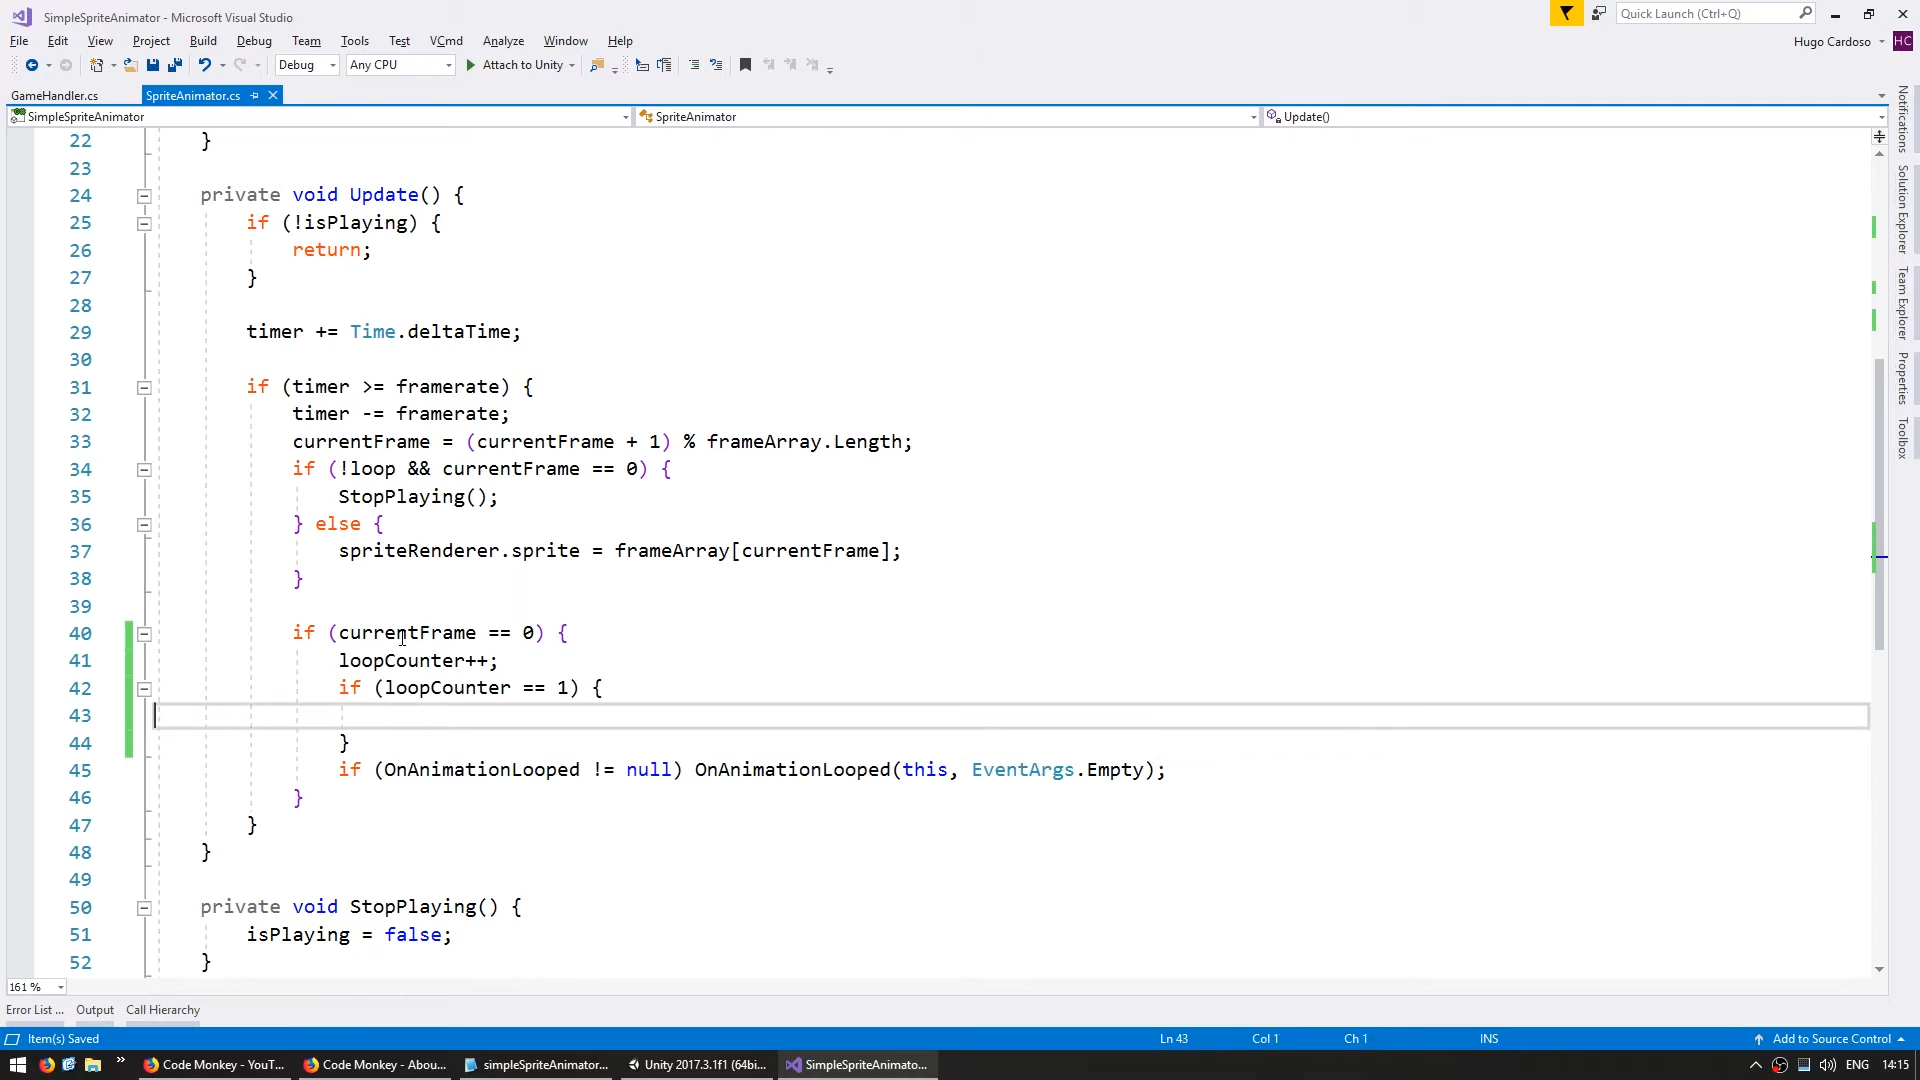 SimpleSpriteAnimator - Microsoft Visual Studio
Quick Launch (Ctrl+Q)
File Edit View Project Build Debug Team Tools Test VCmd Analyze Window Help
Hugo Cardoso HC
Debug Any CPU Attach to Unity
GameHandler.cs SpriteAnimator.cs
SimpleSpriteAnimator SpriteAnimator Update()
22 }
23
24 private void Update() {
25 if (!isPlaying) {
26 return;
27 }
28
29 timer += Time.deltaTime;
30
31 if (timer >= framerate) {
32 timer -= framerate;
33 currentFrame = (currentFrame + 1) % frameArray.Length;
34 if (!loop && currentFrame == 0) {
35 StopPlaying();
36 } else {
37 spriteRenderer.sprite = frameArray[currentFrame];
38 }
39
40 if (currentFrame == 0) {
41 loopCounter++;
42 if (loopCounter == 1) {
43
44 }
45 if (OnAnimationLooped != null) OnAnimationLooped(this, EventArgs.Empty);
46 }
47 }
48 }
49
50 private void StopPlaying() {
51 isPlaying = false;
52 }
Notifications
Solution Explorer
Team Explorer
Properties
Toolbox
161 %
Error List ... Output Call Hierarchy
Item(s) Saved Ln 43 Col 1 Ch 1 INS Add to Source Control
Code Monkey - YouT... Code Monkey - Abou... simpleSpriteAnimator... Unity 2017.3.1f1 (64bi... SimpleSpriteAnimato... ENG 14:15